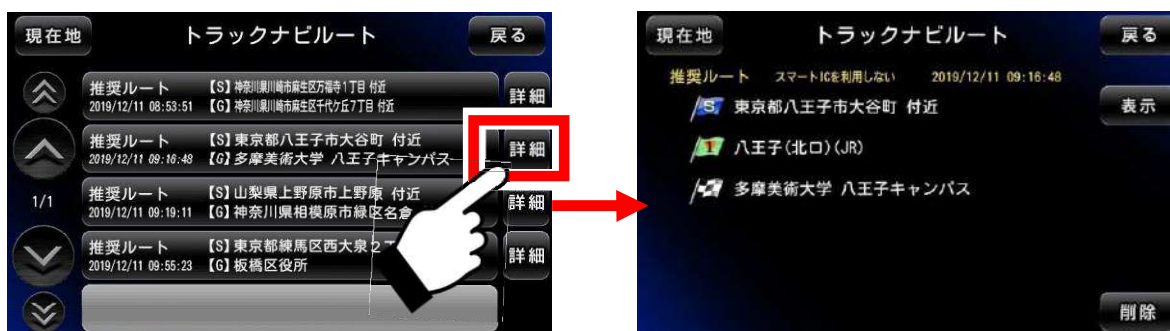 現在地
トラックナビルート
戻る
推奨ルート 【S】神奈川県川崎市麻生区万福寺1丁目 付近
2019/12/11 08:53:51 【G】神奈川県川崎市麻生区千代ケ丘7丁目 付近
詳細
推奨ルート 【S】東京都八王子市大谷町 付近
2019/12/11 09:16:48 【G】多摩美術大学 八王子キャンパス
詳細
1/1
推奨ルート 【S】山梨県上野原市上野原 付近
2019/12/11 09:19:11 【G】神奈川県相模原市緑区名倉
詳細
推奨ルート 【S】東京都練馬区西大泉2
2019/12/11 09:55:23 【G】板橋区役所
詳細
現在地
トラックナビルート
戻る
推奨ルート スマートICを利用しない 2019/12/11 09:16:48
S 東京都八王子市大谷町 付近
表示
1 八王子(北口)(JR)
多摩美術大学 八王子キャンパス
削除